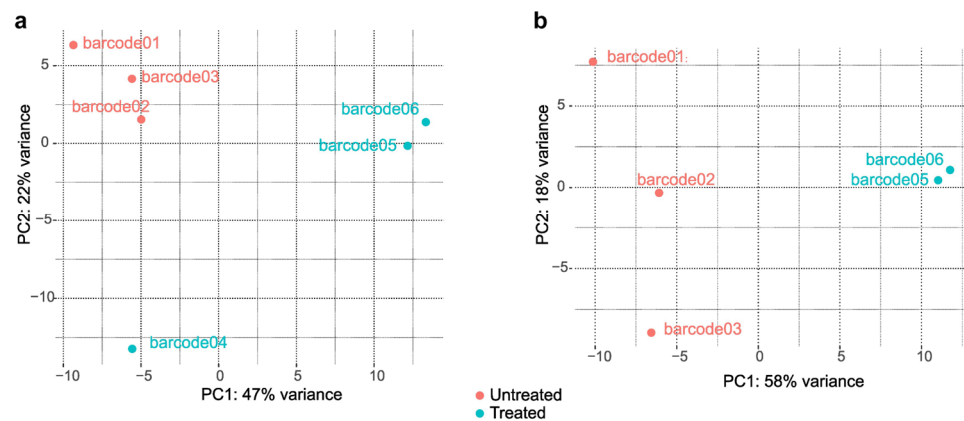 a
barcode01
barcode03
barcode02
barcode06
barcode05
barcode04
5
0
−5
−10
PC2: 22% variance
−10
−5
0
5
10
PC1: 47% variance
b
barcode01:
barcode02
barcode06
barcode05
barcode03
5
0
−5
PC2: 18% variance
−10
−5
0
5
10
PC1: 58% variance
Untreated
Treated